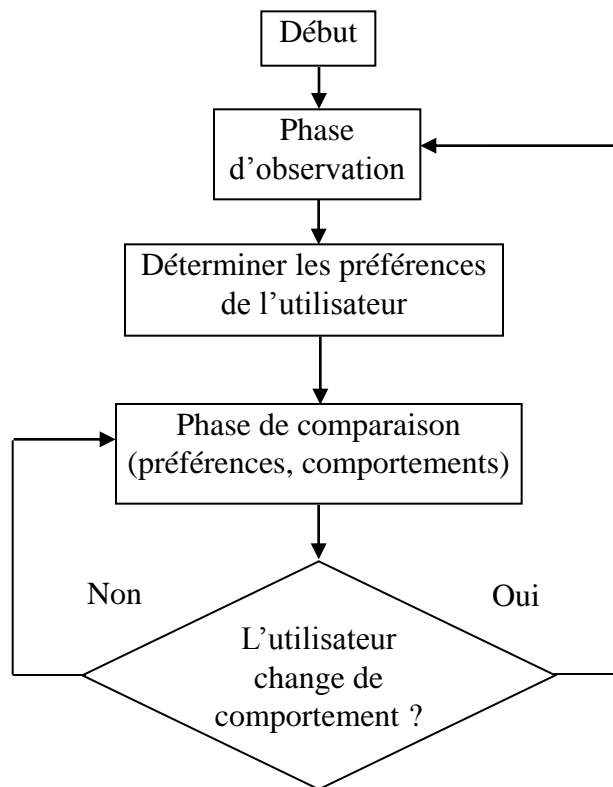 Début
Phase
d’observation
Déterminer les préférences
de l’utilisateur
Phase de comparaison
(préférences, comportements)
Non
Oui
L’utilisateur
change de
comportement ?